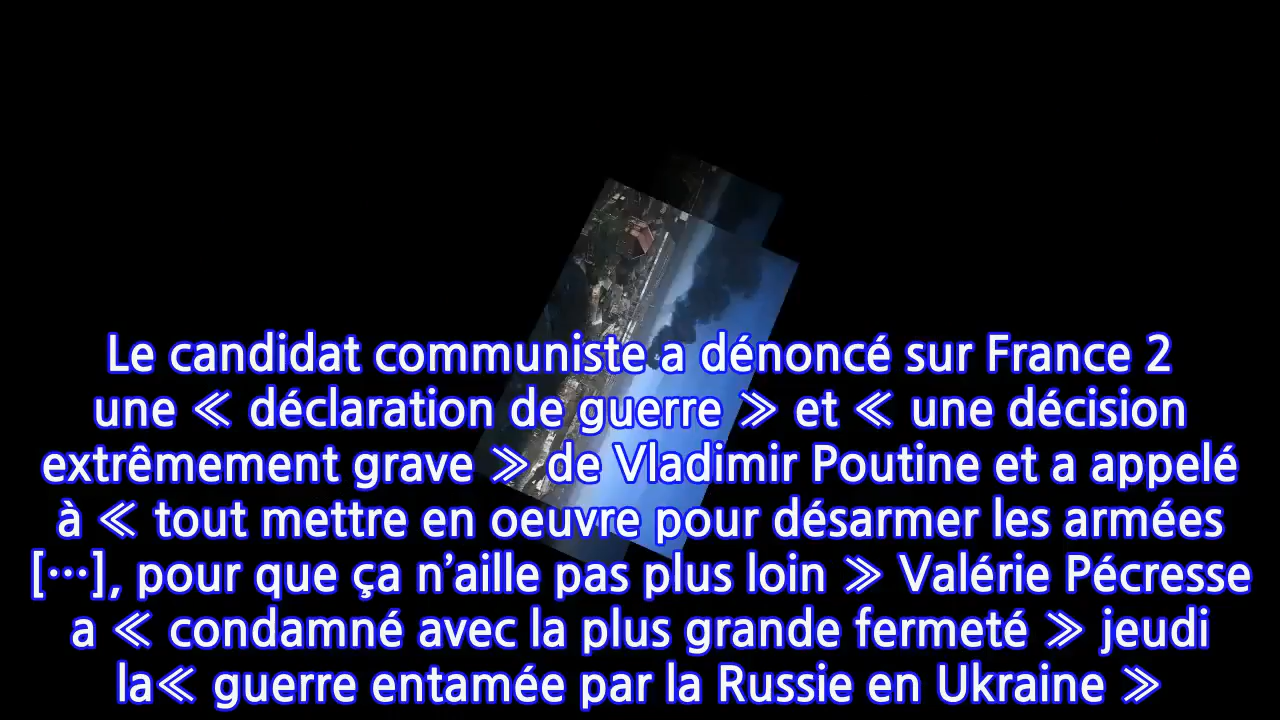 Le candidat communiste a dénoncé sur France 2
une ≪ déclaration de guerre ≫ et ≪ une décision
extrêmement grave ≫ de Vladimir Poutine et a appelé
à ≪ tout mettre en oeuvre pour désarmer les armées
[⋯], pour que ça n’aille pas plus loin ≫ Valérie Pécresse
a ≪ condamné avec la plus grande fermeté ≫ jeudi
la≪ guerre entamée par la Russie en Ukraine ≫